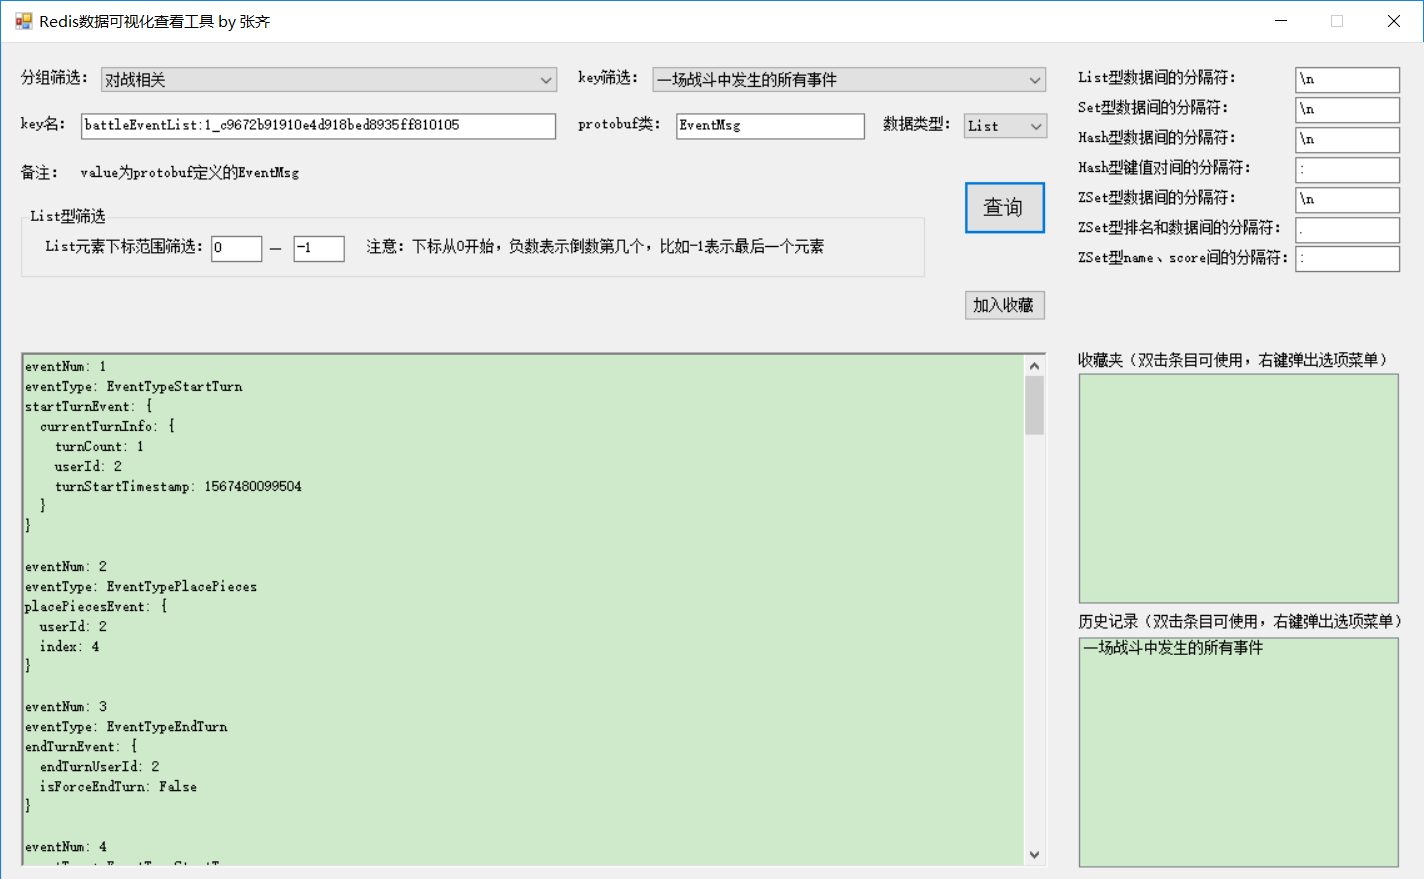 Redis数据可视化查看工具 by 张齐
分组筛选： 对战相关 key筛选： 一场战斗中发生的所有事件
key名： battleEventList:1_c9672b91910e4d918bed8935ff810105 protobuf类： EventMsg 数据类型： List
备注： value为protobuf定义的EventMsg
查询
List型筛选
List元素下标范围筛选： 0 — -1 注意：下标从0开始，负数表示倒数第几个，比如-1表示最后一个元素
加入收藏
List型数据间的分隔符： \n
Set型数据间的分隔符： \n
Hash型数据间的分隔符： \n
Hash型键值对间的分隔符： :
ZSet型数据间的分隔符： \n
ZSet型排名和数据间的分隔符： .
ZSet型name、score间的分隔符： :
eventNum: 1
eventType: EventTypeStartTurn
startTurnEvent: {
currentTurnInfo: {
turnCount: 1
userId: 2
turnStartTimestamp: 1567480099504
}
}
eventNum: 2
eventType: EventTypePlacePieces
placePiecesEvent: {
userId: 2
index: 4
}
eventNum: 3
eventType: EventTypeEndTurn
endTurnEvent: {
endTurnUserId: 2
isForceEndTurn: False
}
eventNum: 4
收藏夹（双击条目可使用，右键弹出选项菜单）
历史记录（双击条目可使用，右键弹出选项菜单）
一场战斗中发生的所有事件